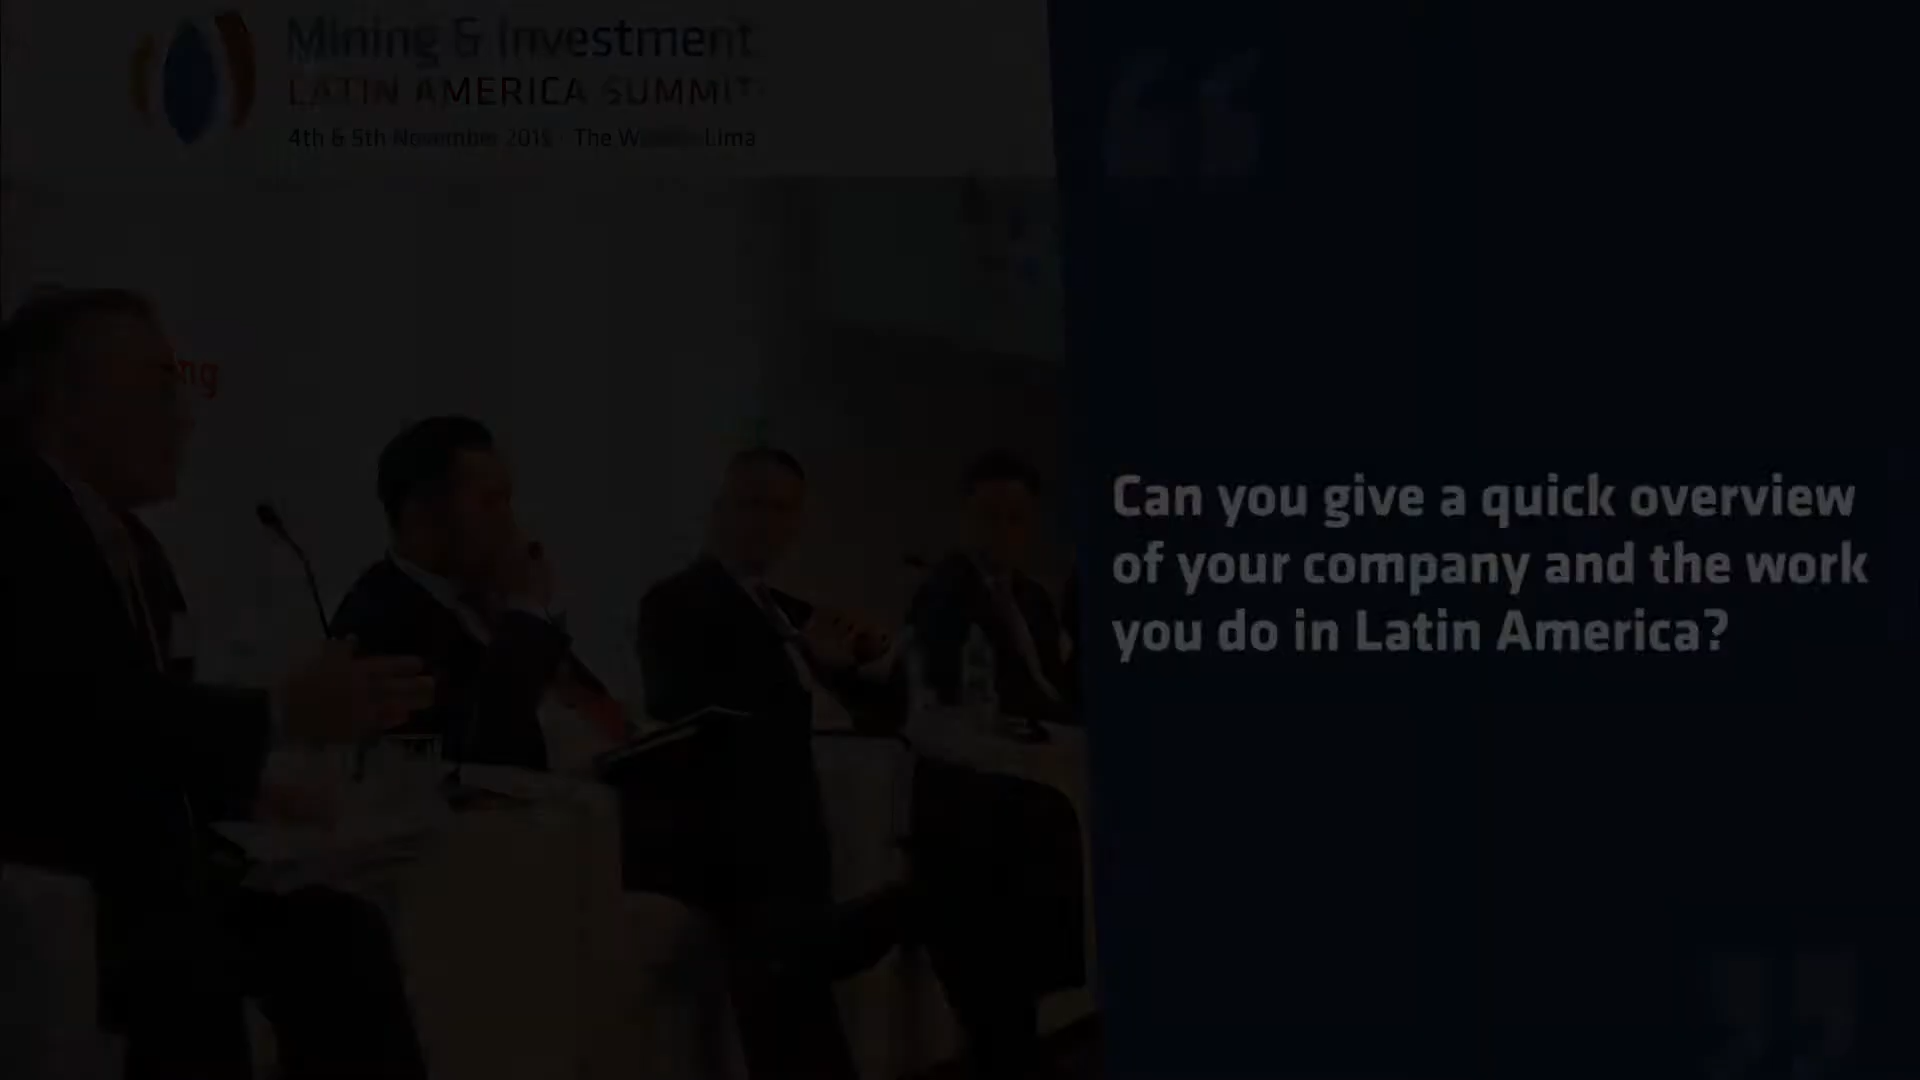 Mining & Investment
LATIN AMERICA SUMMIT
4th & 5th November 2015 - The Lima
ng
Can you give a quick overview
of your company and the work
you do in Latin America?